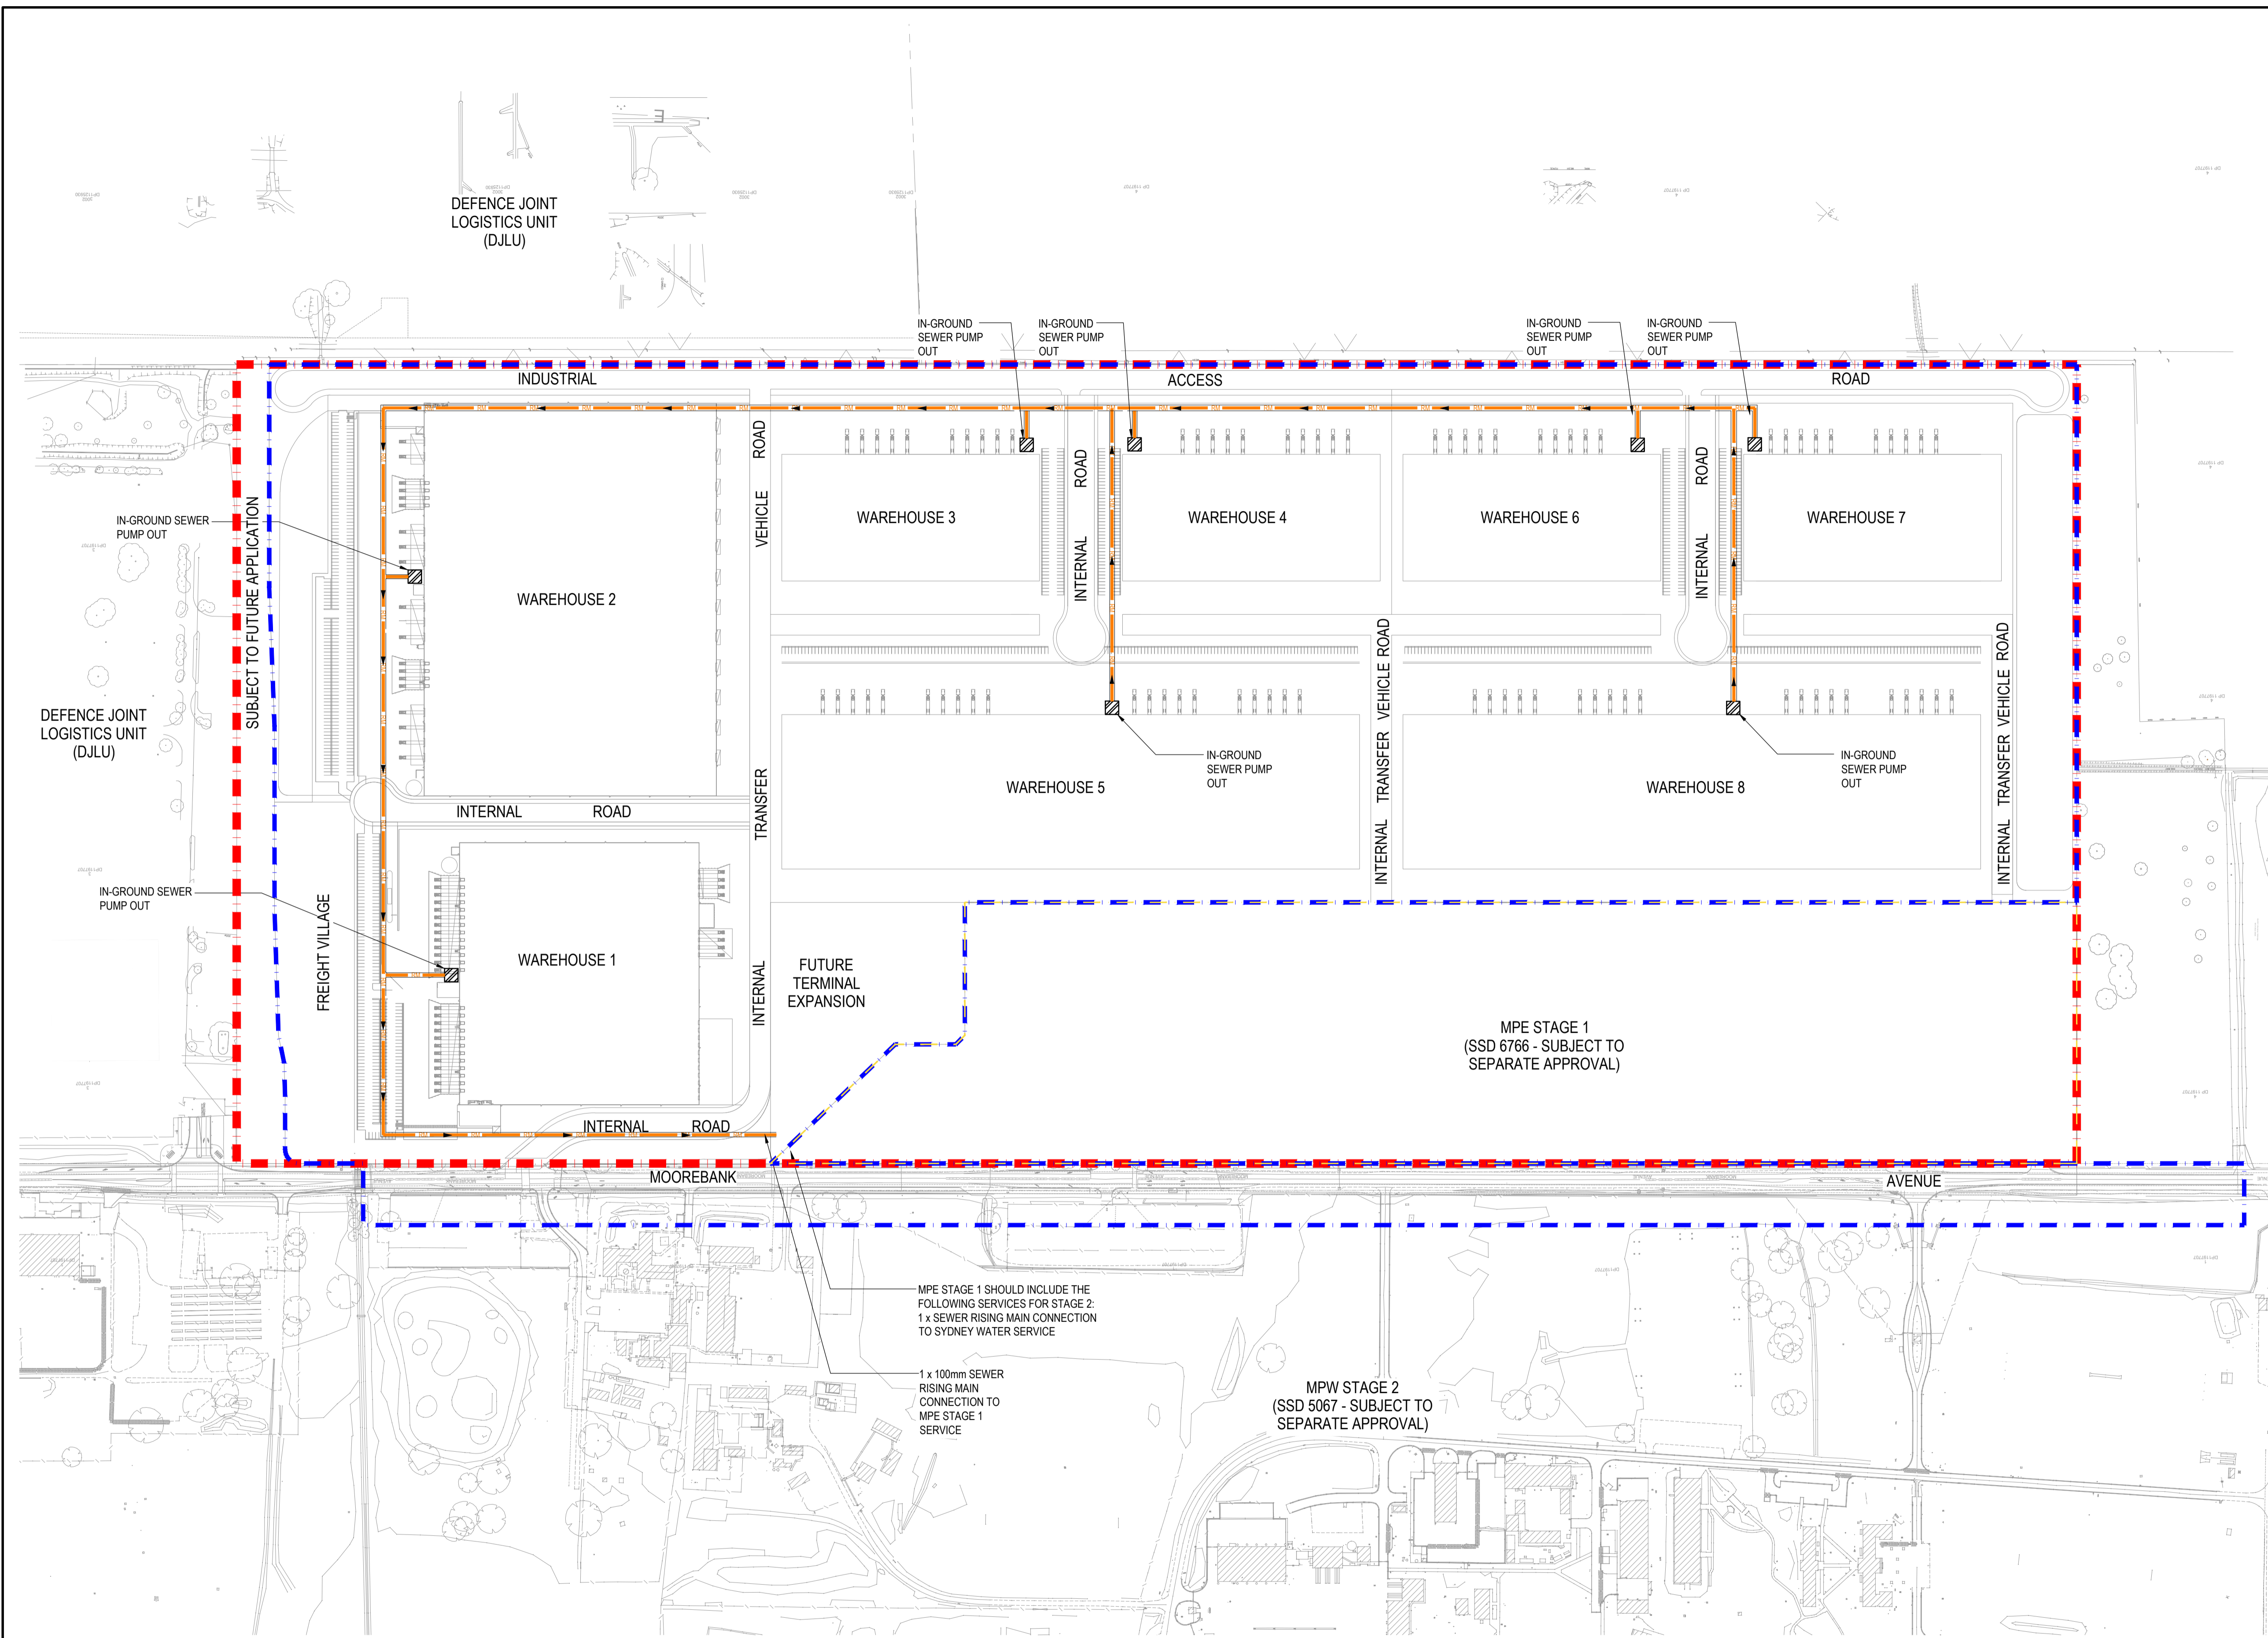 DEFENCE JOINT
LOGISTICS UNIT
(DJLU)
IN-GROUND
SEWER PUMP
OUT
IN-GROUND
SEWER PUMP
OUT
IN-GROUND
SEWER PUMP
OUT
IN-GROUND
SEWER PUMP
OUT
INDUSTRIAL
ACCESS
ROAD
SUBJECT TO FUTURE APPLICATION
IN-GROUND SEWER
PUMP OUT
WAREHOUSE 2
INTERNAL TRANSFER VEHICLE ROAD
WAREHOUSE 3
INTERNAL ROAD
WAREHOUSE 4
WAREHOUSE 6
INTERNAL ROAD
WAREHOUSE 7
DEFENCE JOINT
LOGISTICS UNIT
(DJLU)
INTERNAL TRANSFER VEHICLE ROAD
INTERNAL TRANSFER VEHICLE ROAD
IN-GROUND
SEWER PUMP
OUT
IN-GROUND
SEWER PUMP
OUT
WAREHOUSE 5
WAREHOUSE 8
INTERNAL ROAD
IN-GROUND SEWER
PUMP OUT
FREIGHT VILLAGE
WAREHOUSE 1
FUTURE
TERMINAL
EXPANSION
MPE STAGE 1
(SSD 6766 - SUBJECT TO
SEPARATE APPROVAL)
INTERNAL ROAD
MOOREBANK
AVENUE
MPE STAGE 1 SHOULD INCLUDE THE
FOLLOWING SERVICES FOR STAGE 2:
1 x SEWER RISING MAIN CONNECTION
TO SYDNEY WATER SERVICE
1 x 100mm SEWER
RISING MAIN
CONNECTION TO
MPE STAGE 1
SERVICE
MPW STAGE 2
(SSD 5067 - SUBJECT TO
SEPARATE APPROVAL)